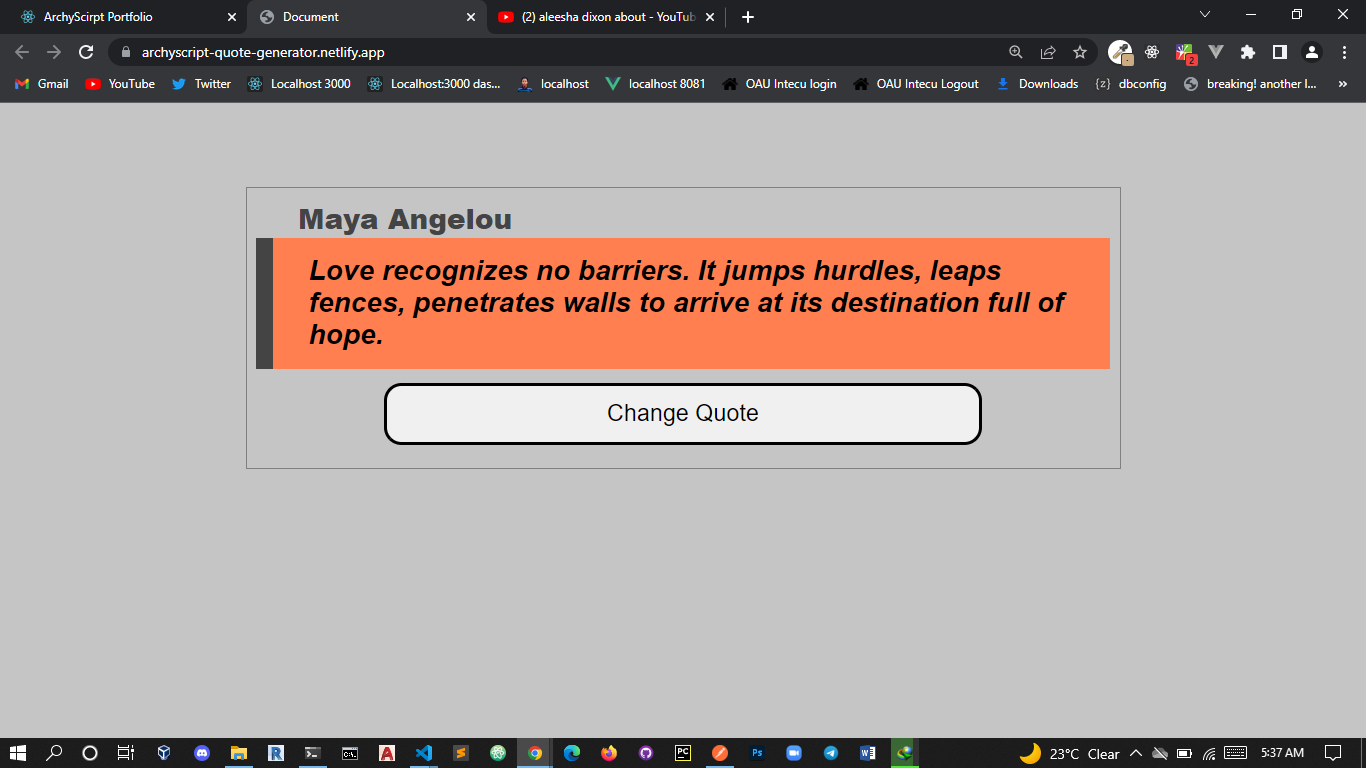 ArchyScirpt Portfolio
Document
(2) aleesha dixon about - YouTub
archyscript-quote-generator.netlify.app
2
Gmail
YouTube
Twitter
Localhost 3000
Localhost:3000 das...
localhost
localhost 8081
OAU Intecu login
OAU Intecu Logout
Downloads
{z} dbconfig
breaking! another l...
»
Maya Angelou
Love recognizes no barriers. It jumps hurdles, leaps
fences, penetrates walls to arrive at its destination full of
hope.
Change Quote
R
C:\.
A
S
PC
Ps
W
23°C Clear
5:37 AM